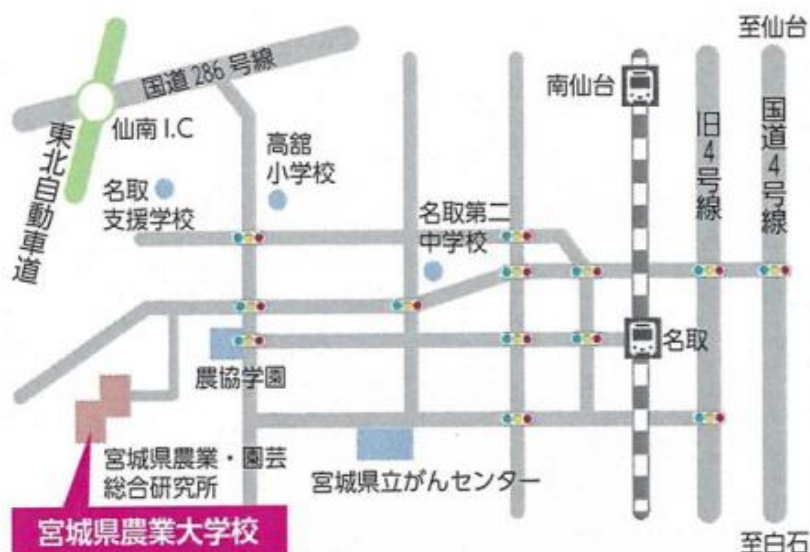 至仙台
国道286号線
南仙台
仙南I.C
旧4号線
国道4号線
東北自動車道
高舘
小学校
名取
支援学校
名取第二
中学校
名取
農協学園
宮城県農業・園芸
総合研究所
宮城県立がんセンター
宮城県農業大学校
至白石